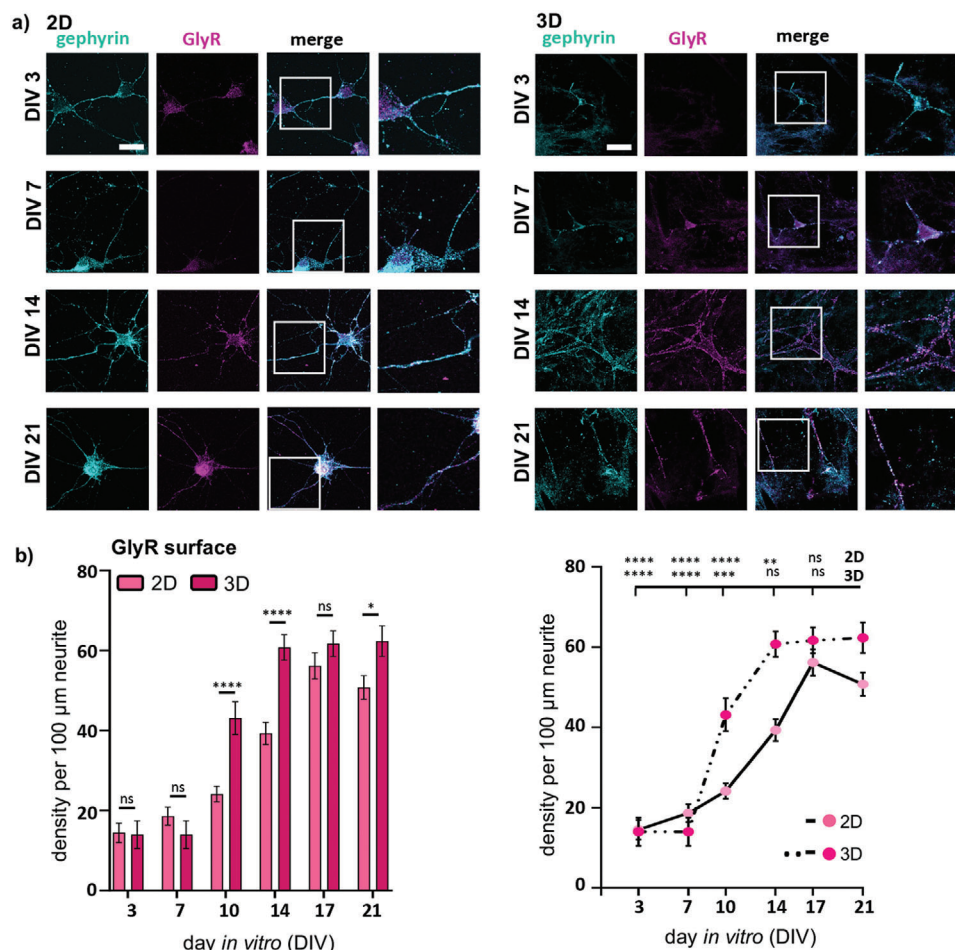 a)
2D
gephyrin GlyR merge
DIV 3
DIV 7
DIV 14
DIV 21
3D
gephyrin GlyR merge
DIV 3
DIV 7
DIV 14
DIV 21
b)
GlyR surface
2D 3D
density per 100 µm neurite
80
60
40
20
0
ns ns **** **** ns *
3 7 10 14 17 21
day in vitro (DIV)
**** **** **** ** ns 2D
**** **** *** ns ns 3D
density per 100 µm neurite
80
60
40
20
0
2D
3D
3 7 10 14 17 21
day in vitro (DIV)